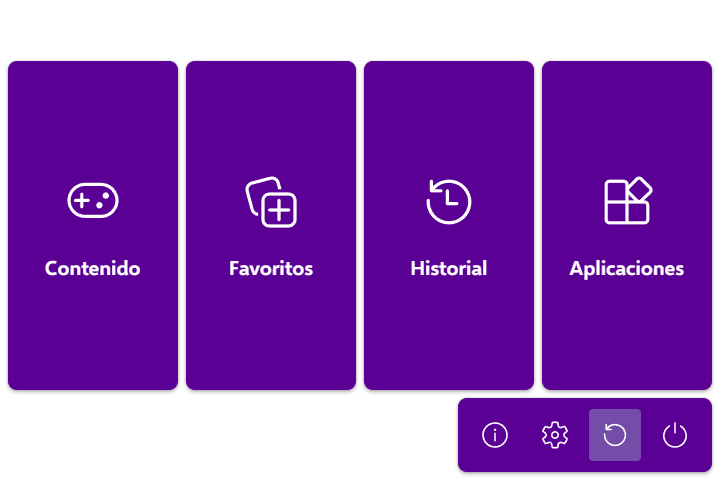 Contenido
Favoritos
Historial
Aplicaciones